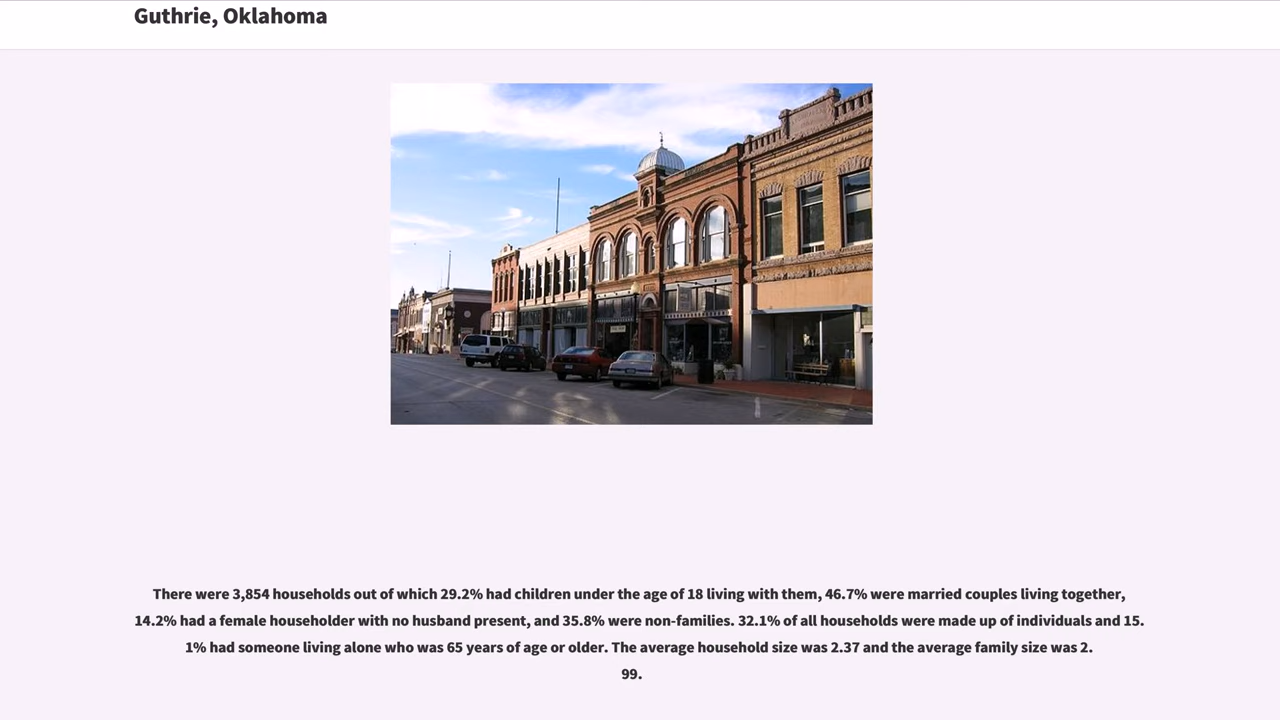 Guthrie, Oklahoma
There were 3,854 households out of which 29.2% had children under the age of 18 living with them, 46.7% were married couples living together,
14.2% had a female householder with no husband present, and 35.8% were non-families. 32.1% of all households were made up of individuals and 15.
1% had someone living alone who was 65 years of age or older. The average household size was 2.37 and the average family size was 2.
99.